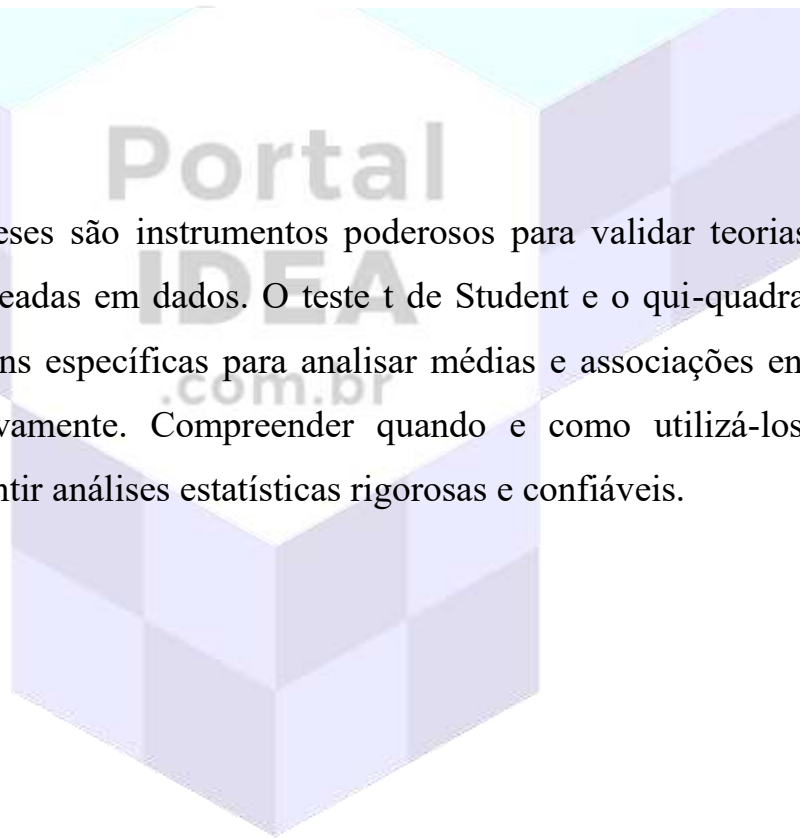 Portal
IDEA
.com.br
eses são instrumentos poderosos para validar teorias
eadas em dados. O teste t de Student e o qui-quadra
ns específicas para analisar médias e associações en
vamente. Compreender quando e como utilizá-los
ntir análises estatísticas rigorosas e confiáveis.